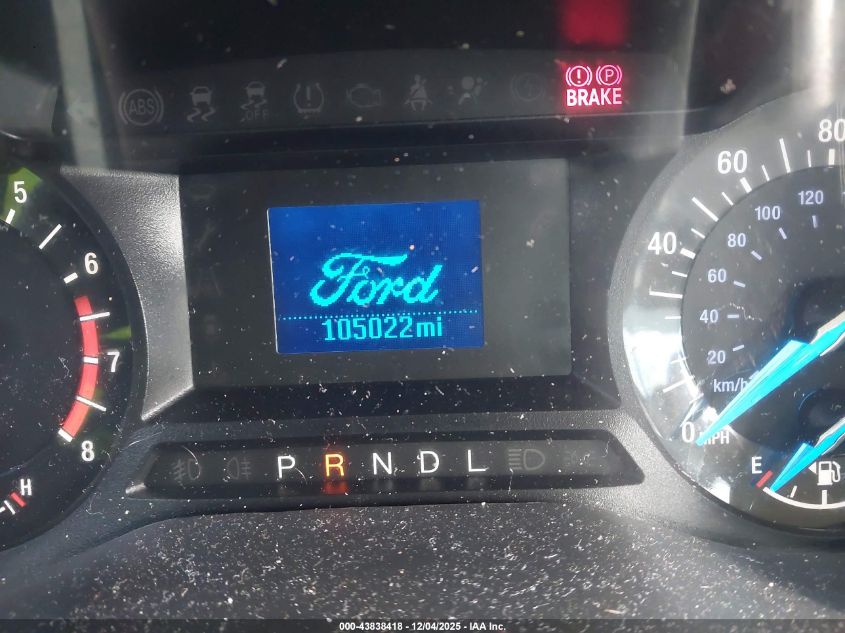 ABS
OFF
P
BRAKE
5
6
7
8
H
Ford
105022mi
P R N D L
80
60
40
0
MPH
120
100
80
60
40
20
km/h
E
000-43838418 - 12/04/2025 - IAA Inc.